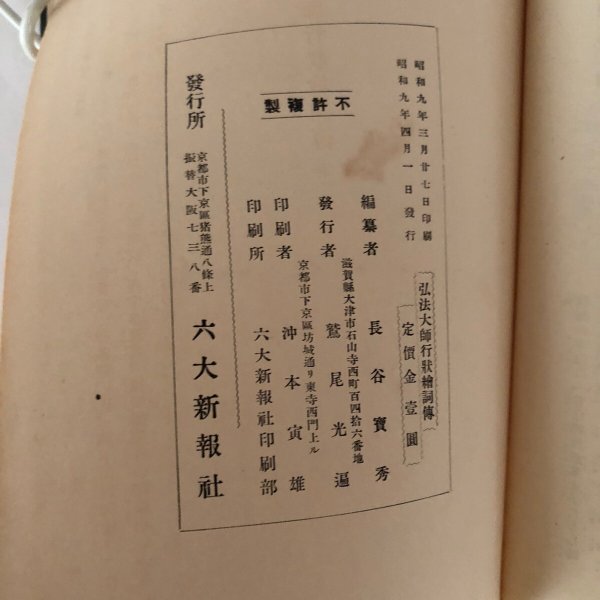 昭和九年三月廿七日印刷
昭和九年四月一日發行
弘法大師行狀繪詞傳
定價金壹圓
不許複製
編纂者 長谷寶秀
滋賀縣大津市石山寺西町百四拾六番地
發行者 鷲尾光遍
京都市下京區坊城通リ東寺西門上ル
印刷者 沖本寅雄
印刷所 六大新報社印刷部
京都市下京區猪熊通八條上
發行所 六大新報社
振替大阪七三八番